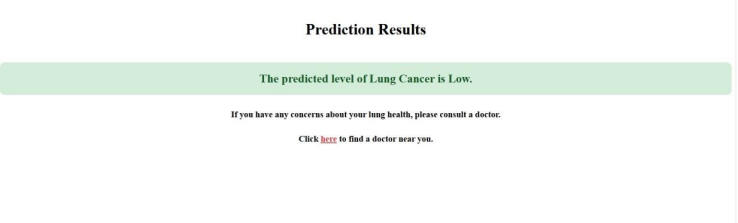 Prediction Results
The predicted level of Lung Cancer is Low.
If you have any concerns about your lung health, please consult a doctor.
Click here to find a doctor near you.